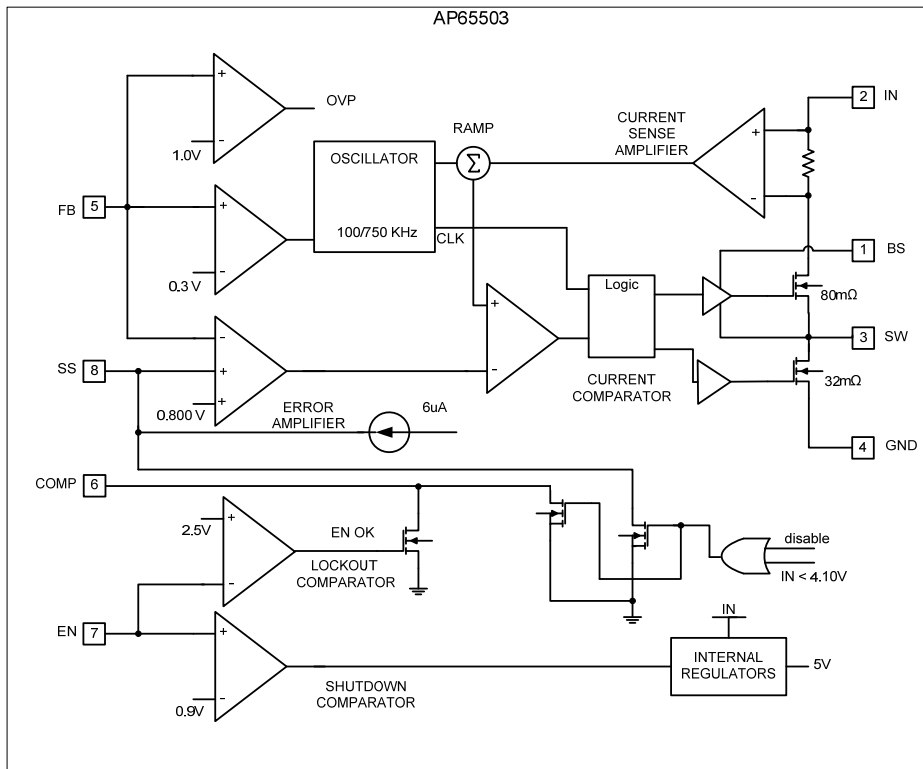 AP65503
+
OVP
-
1.0V
2 IN
CURRENT
SENSE
AMPLIFIER
+
-
RAMP
Σ
OSCILLATOR
100/750 KHz
CLK
FB 5
+
-
0.3 V
1 BS
Logic
80mΩ
+
-
3 SW
SS 8
-
+
+
0.800 V
ERROR
AMPLIFIER
6uA
CURRENT
COMPARATOR
32mΩ
4 GND
COMP 6
2.5V
+
-
EN OK
LOCKOUT
COMPARATOR
disable
IN < 4.10V
EN 7
+
-
0.9V
SHUTDOWN
COMPARATOR
IN
INTERNAL
REGULATORS
5V